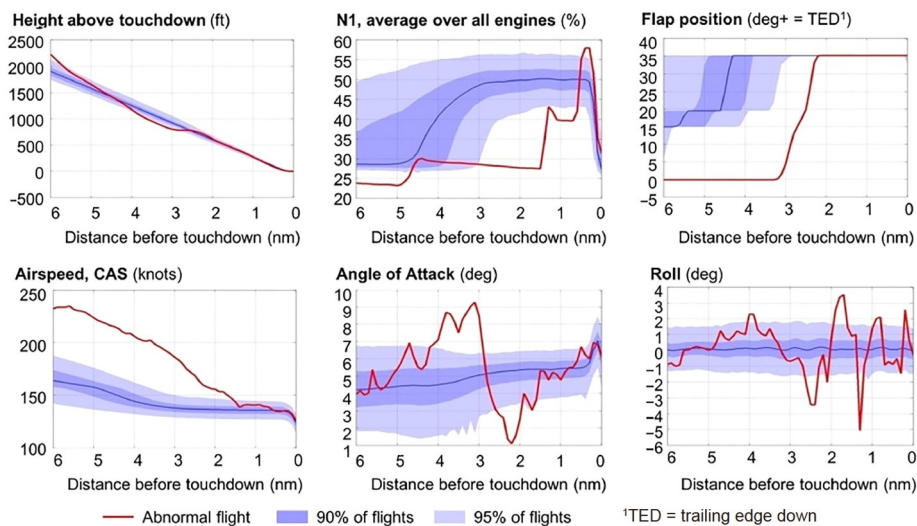 Height above touchdown (ft)
2500
2000
1500
1000
500
0
−500
6 5 4 3 2 1 0
Distance before touchdown (nm)
N1, average over all engines (%)
60
55
50
45
40
35
30
25
20
6 5 4 3 2 1 0
Distance before touchdown (nm)
Flap position (deg+ = TED¹)
40
35
30
25
20
15
10
5
0
−5
6 5 4 3 2 1 0
Distance before touchdown (nm)
Airspeed, CAS (knots)
250
200
150
100
6 5 4 3 2 1 0
Distance before touchdown (nm)
Angle of Attack (deg)
10
9
8
7
6
5
4
3
2
1
6 5 4 3 2 1 0
Distance before touchdown (nm)
Roll (deg)
4
3
2
1
0
−1
−2
−3
−4
−5
−6
6 5 4 3 2 1 0
Distance before touchdown (nm)
Abnormal flight 90% of flights 95% of flights ¹TED = trailing edge down